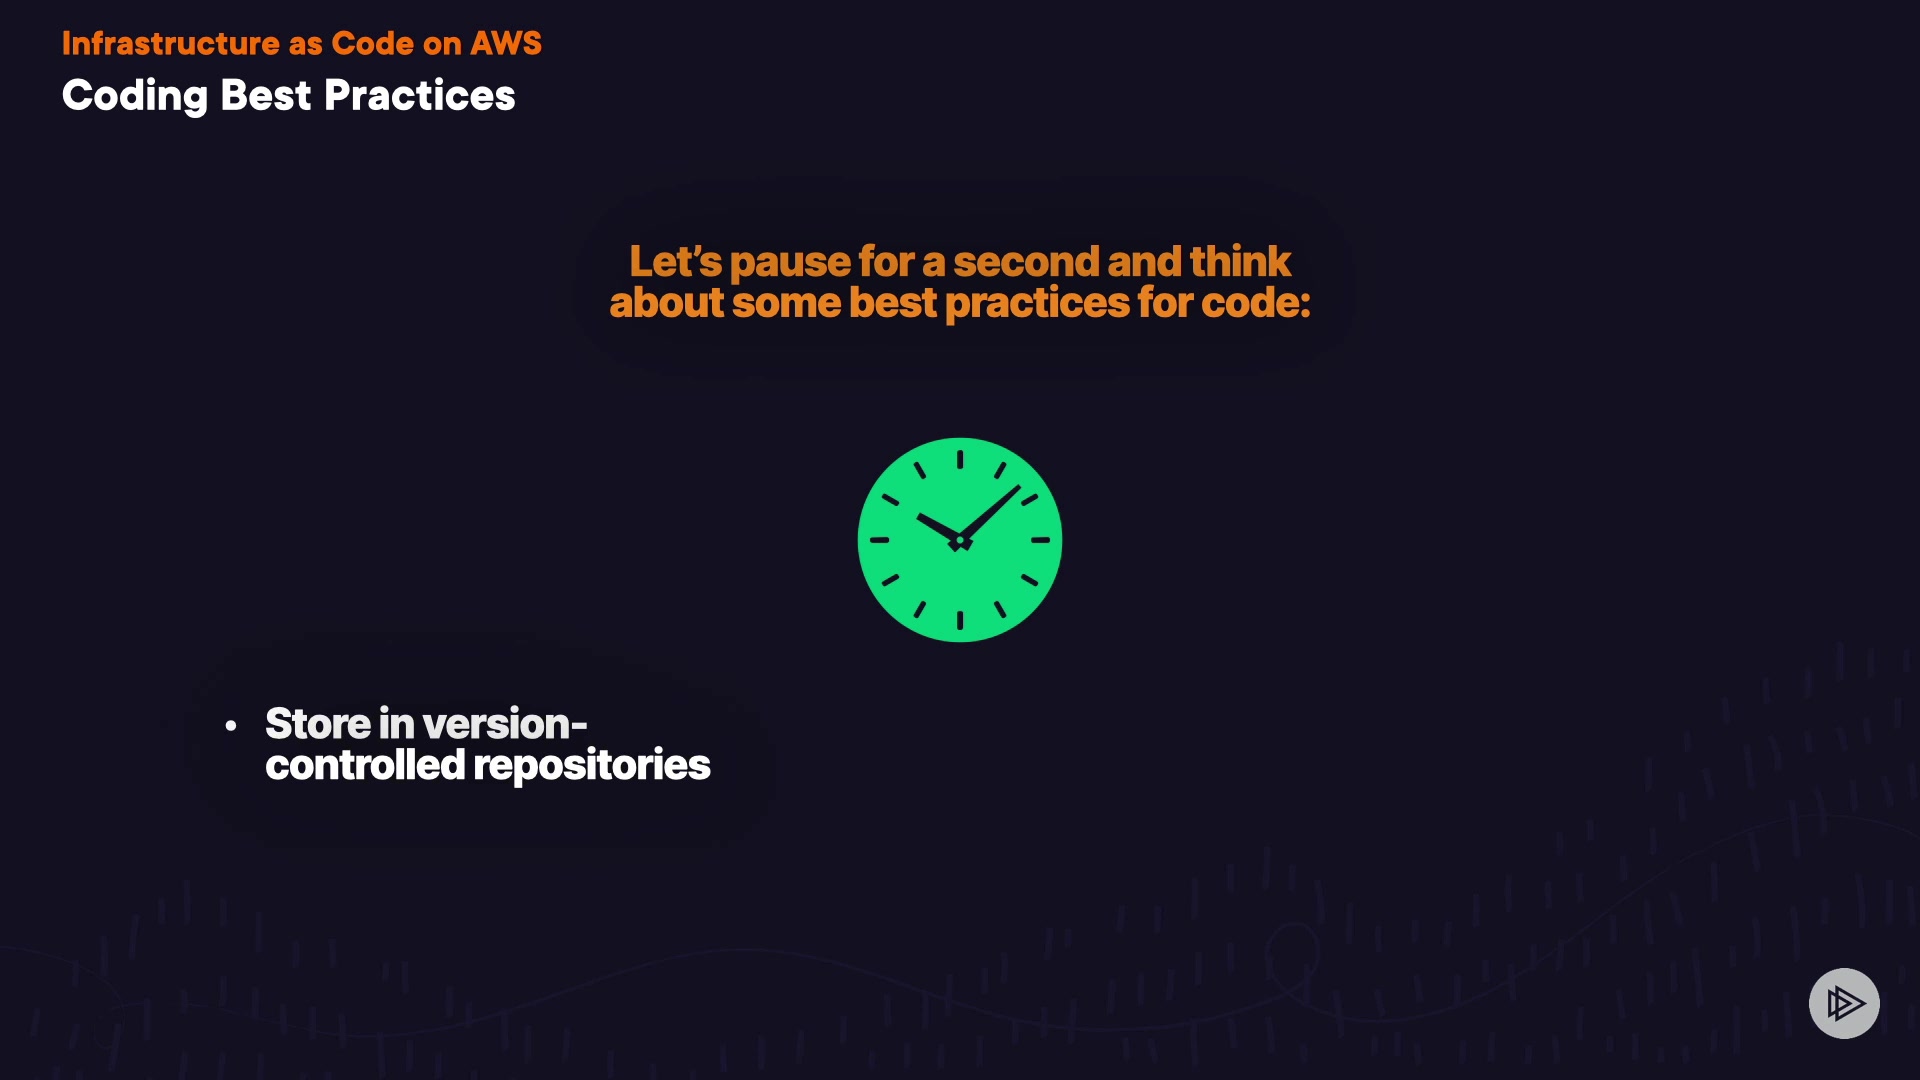 Infrastructure as Code on AWS
Coding Best Practices
Let's pause for a second and think
about some best practices for code:
• Store in version-
controlled repositories